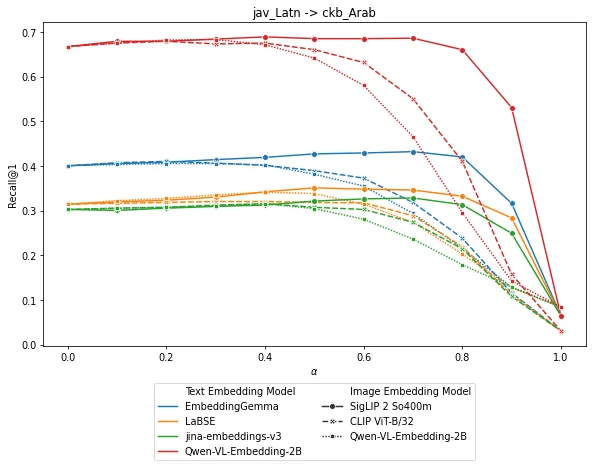 jav_Latn -> ckb_Arab
0.7
0.6
0.5
0.4
0.3
0.2
0.1
0.0
Recall@1
0.0 0.2 0.4 0.6 0.8 1.0
α
Text Embedding Model Image Embedding Model
EmbeddingGemma SigLIP 2 So400m
LaBSE CLIP ViT-B/32
jina-embeddings-v3 Qwen-VL-Embedding-2B
Qwen-VL-Embedding-2B